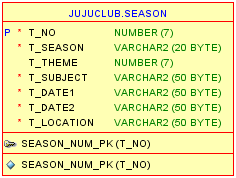 JUJUCLUB.SEASON
P * T_NO NUMBER (7)
* T_SEASON VARCHAR2 (20 BYTE)
T_THEME NUMBER (7)
* T_SUBJECT VARCHAR2 (50 BYTE)
* T_DATE1 VARCHAR2 (50 BYTE)
* T_DATE2 VARCHAR2 (50 BYTE)
* T_LOCATION VARCHAR2 (50 BYTE)
SEASON_NUM_PK (T_NO)
SEASON_NUM_PK (T_NO)